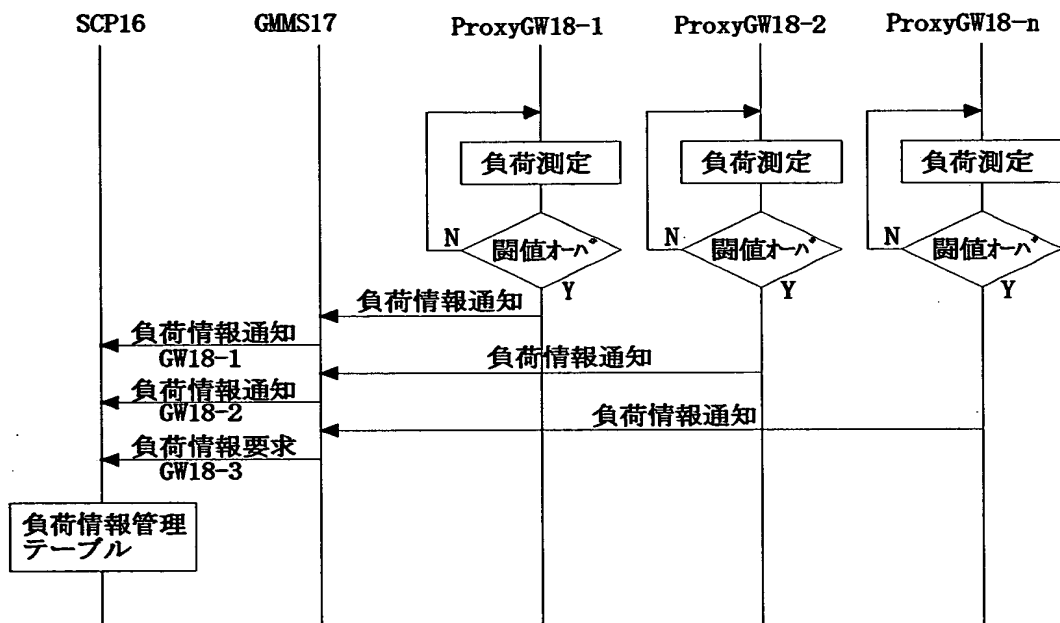 SCP16
GMMS17
ProxyGW18-1
ProxyGW18-2
ProxyGW18-n
負荷測定
負荷測定
負荷測定
N
閾値オーバ
N
閾値オーバ
N
閾値オーバ
Y
Y
Y
負荷情報通知
負荷情報通知
GW18-1
負荷情報通知
負荷情報通知
GW18-2
負荷情報通知
負荷情報要求
GW18-3
負荷情報管理
テーブル